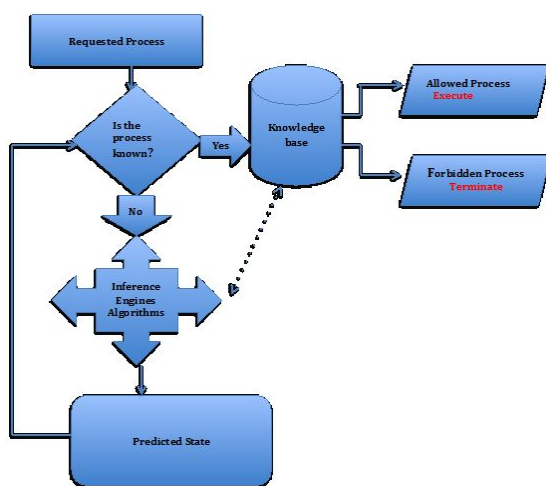 Requested Process
Is the
process
known?
Yes
Knowledge
base
Allowed Process
Execute
Forbidden Process
Terminate
No
Inference
Engines
Algorithms
Predicted State